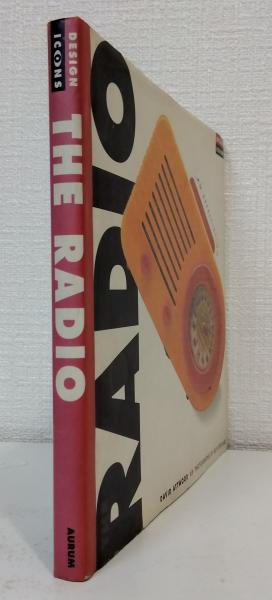 DESIGN
ICONS
THE RADIO
AURUM
RADIO
DAVID ATTWOOD